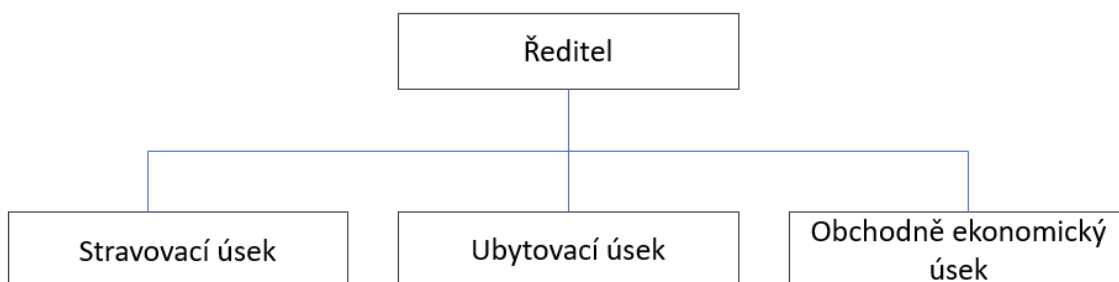 Ředitel
Stravovací úsek
Ubytovací úsek
Obchodně ekonomický
úsek